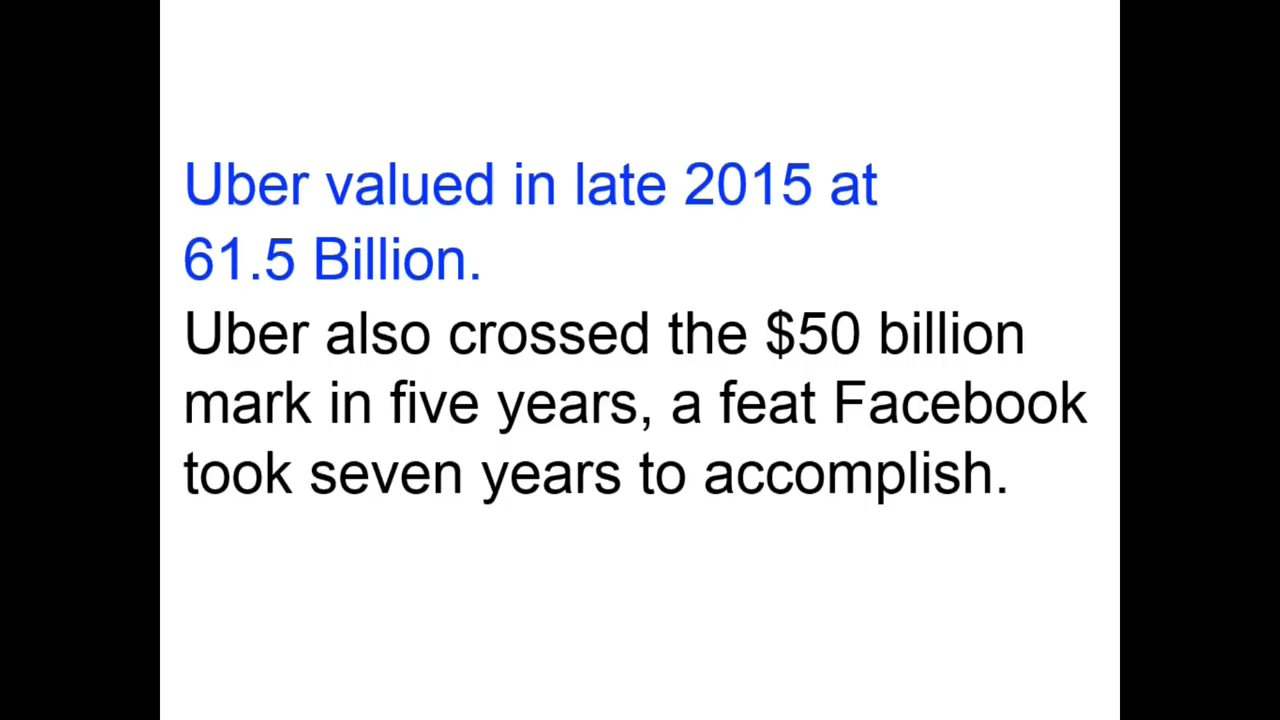 Uber valued in late 2015 at
61.5 Billion.
Uber also crossed the $50 billion
mark in five years, a feat Facebook
took seven years to accomplish.